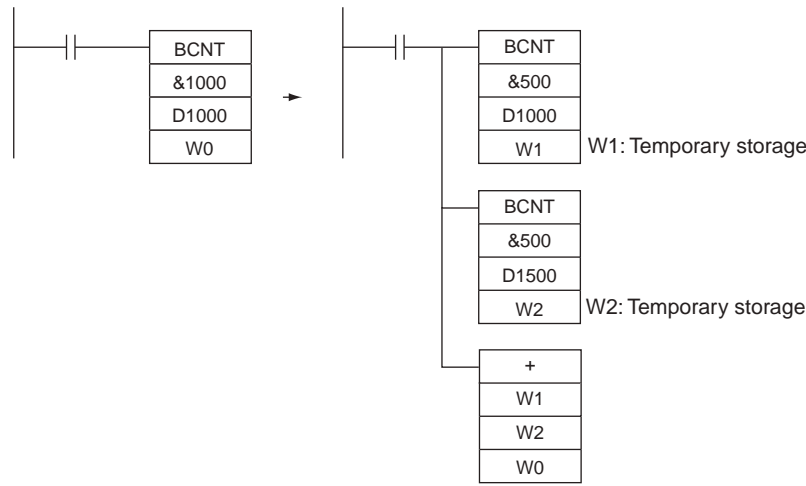 BCNT
&1000
D1000
W0
BCNT
&500
D1000
W1
W1: Temporary storage
BCNT
&500
D1500
W2
W2: Temporary storage
+
W1
W2
W0